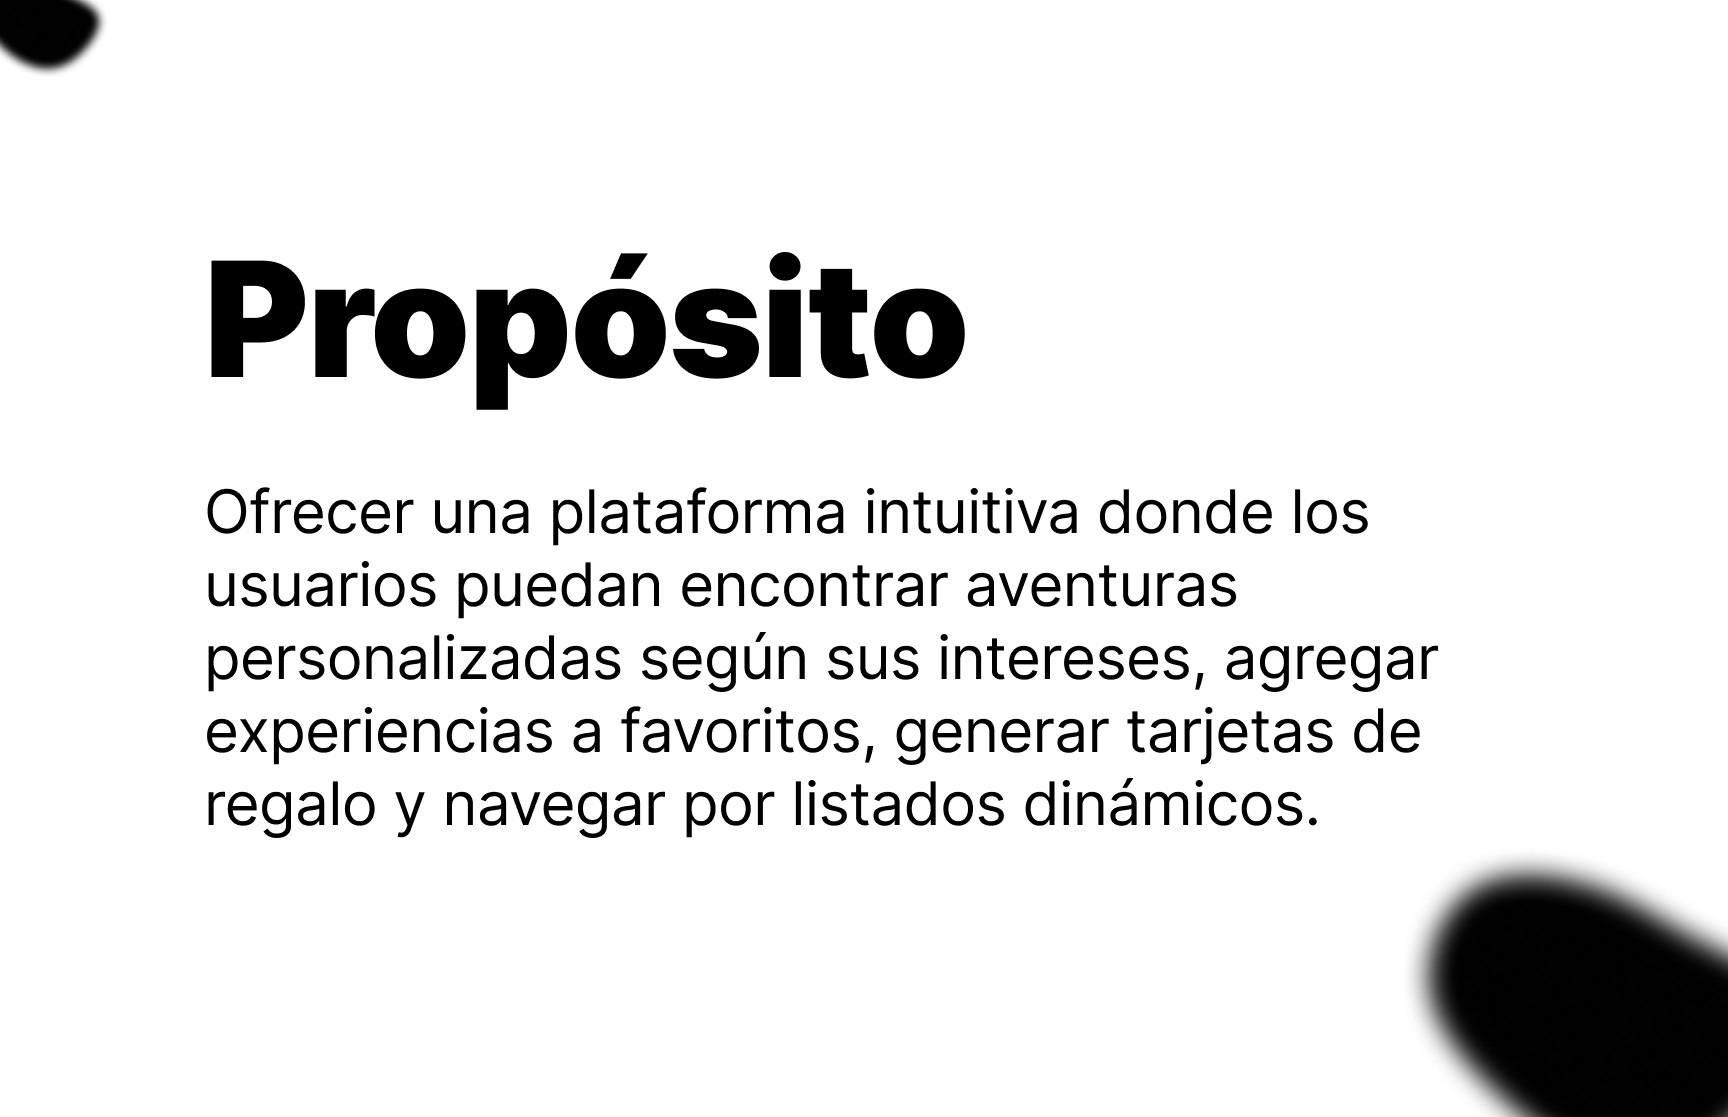 Propósito
Ofrecer una plataforma intuitiva donde los
usuarios puedan encontrar aventuras
personalizadas según sus intereses, agregar
experiencias a favoritos, generar tarjetas de
regalo y navegar por listados dinámicos.